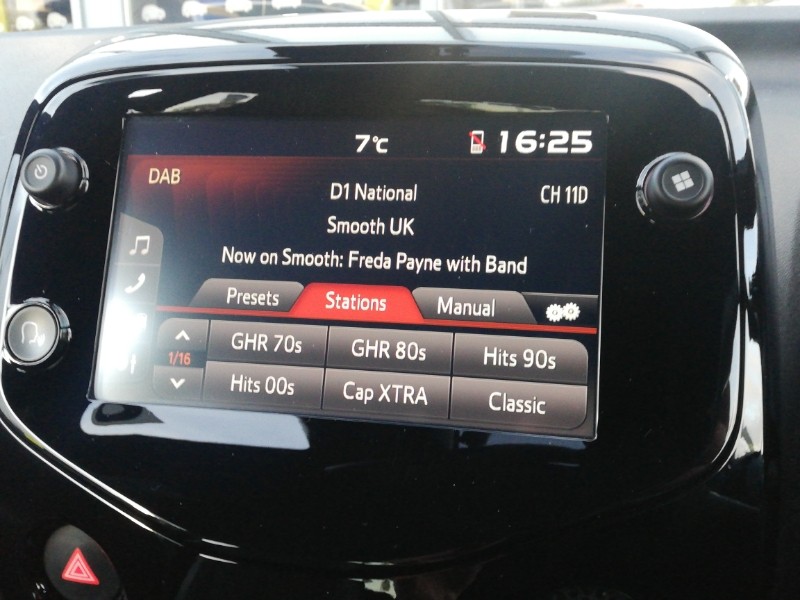 7°C 16:25
DAB
D1 National CH 11D
Smooth UK
Now on Smooth: Freda Payne with Band
Presets Stations Manual
GHR 70s GHR 80s Hits 90s
1/16
Hits 00s Cap XTRA Classic